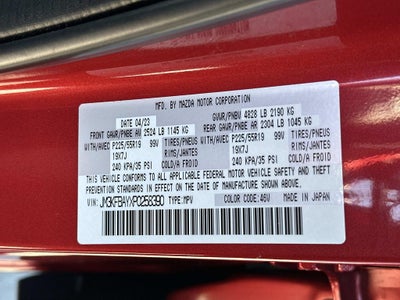 MFD. BY MAZDA MOTOR CORPORATION
DATE 04/23 GVWR/PNBV 4828 LB 2190 KG
FRONT GAWR/PNBE AV 2524 LB 1145 KG REAR GAWR/PNBE AR 2304 LB 1045 KG
WITH/AVEC P225/55R19 99V TIRES/PNEUS WITH/AVEC P225/55R19 99V TIRES/PNEUS
19X7J RIMS/JANTES 19X7J RIMS/JANTES
240 KPA/35 PSI COLD/A FROID 240 KPA/35 PSI COLD/A FROID
THIS VEHICLE CONFORMS TO ALL APPLICABLE FEDERAL MOTOR VEHICLE SAFETY AND THEFT
PREVENTION STANDARDS IN EFFECT ON THE DATE OF MANUFACTURE SHOWN ABOVE.
JM3KFBAY P0258390 TYPE:MPV COLOR CODE:46V MADE IN JAPAN